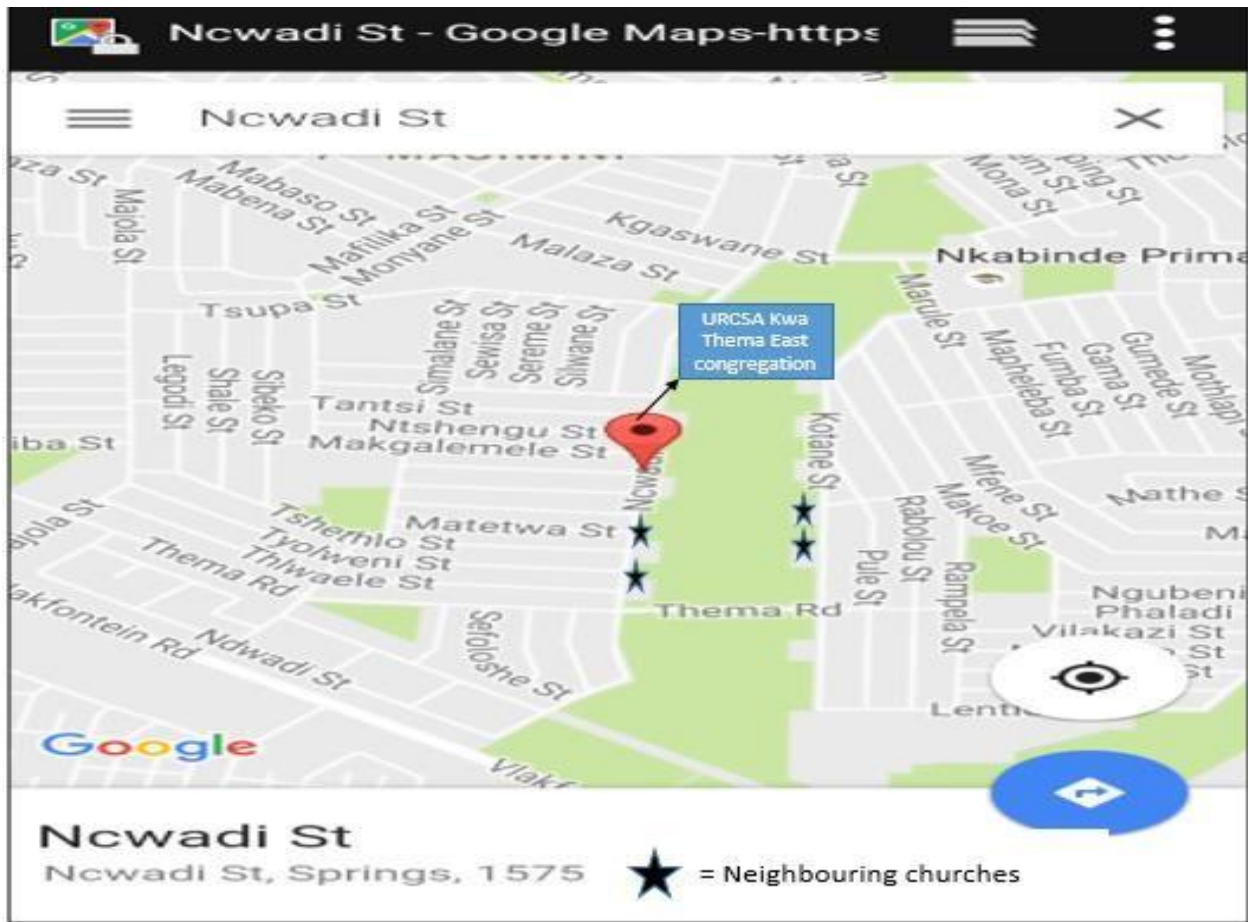 Ncwadi St - Google Maps-https
Ncwadi St
Mabaso St
Mabena St
Majola St
Mafilika St
Monyane St
Kgaswane St
Malaza St
Mona St
Nkabinde Prima
Tsupa St
Marule St
Simalane St
Sewisa St
Sereme St
Silwane St
URCSA Kwa
Thema East
congregation
Mapheleba St
Fumba St
Gama St
Gumede St
Legodi St
Shale St
Sibeko St
Tantsi St
Ntshengu St
Makgalemele St
Kotane St
Matetwa St
Mfene St
Makoe St
Mathe S
Tshernlo St
Tyolweni St
Thlwaele St
Thema Rd
Rabolou St
Pule St
Rampela St
Thema Rd
Ngubeni
Phaladi
Vilakazi St
Ndwadi St
Sefoloshe St
Google
Ncwadi St
Ncwadi St, Springs, 1575
= Neighbouring churches